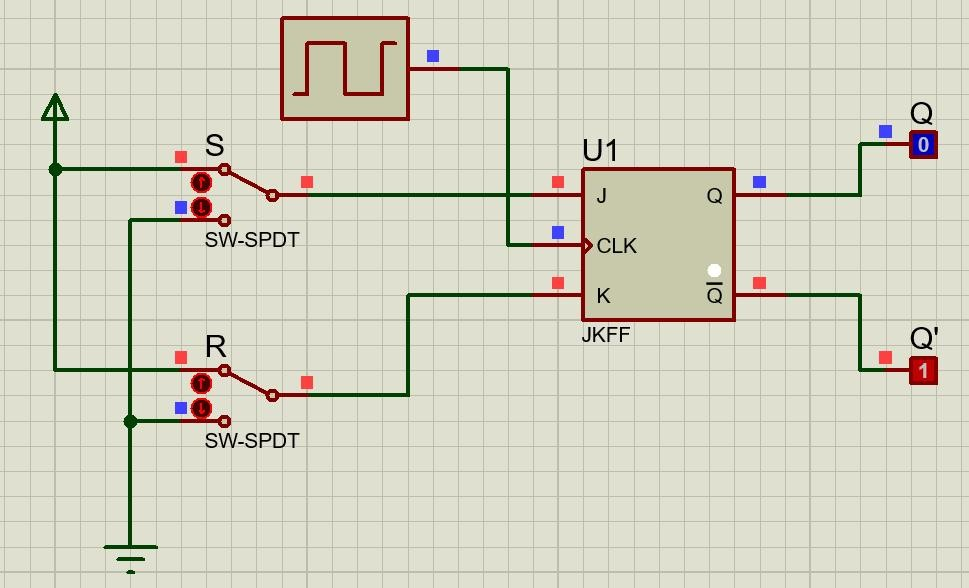 S
SW-SPDT
R
SW-SPDT
U1
J
Q
CLK
K
Q̅
JKFF
Q
0
Q'
1